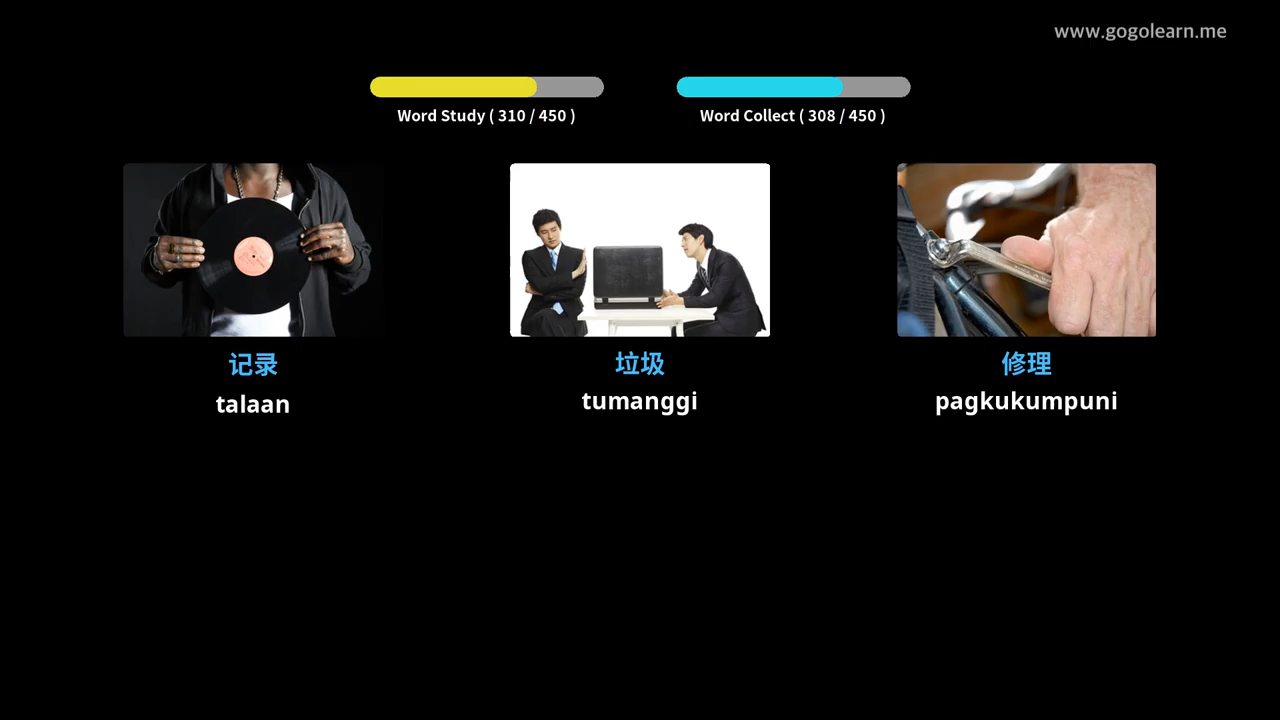 www.gogolearn.me
Word Study ( 310 / 450 )
Word Collect ( 308 / 450 )
记录
talaan
垃圾
tumanggi
修理
pagkukumpuni